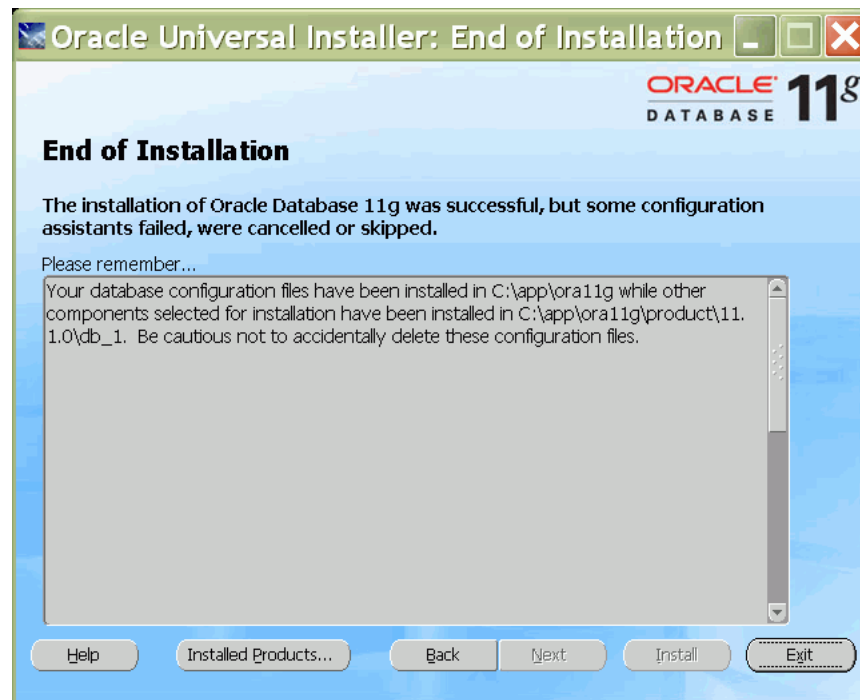 Oracle Universal Installer: End of Installation
ORACLE
DATABASE
11g
End of Installation
The installation of Oracle Database 11g was successful, but some configuration
assistants failed, were cancelled or skipped.
Please remember...
Your database configuration files have been installed in C:\app\ora11g while other
components selected for installation have been installed in C:\app\ora11g\product\11.
1.0\db_1. Be cautious not to accidentally delete these configuration files.
Help
Installed Products...
Back
Next
Install
Exit